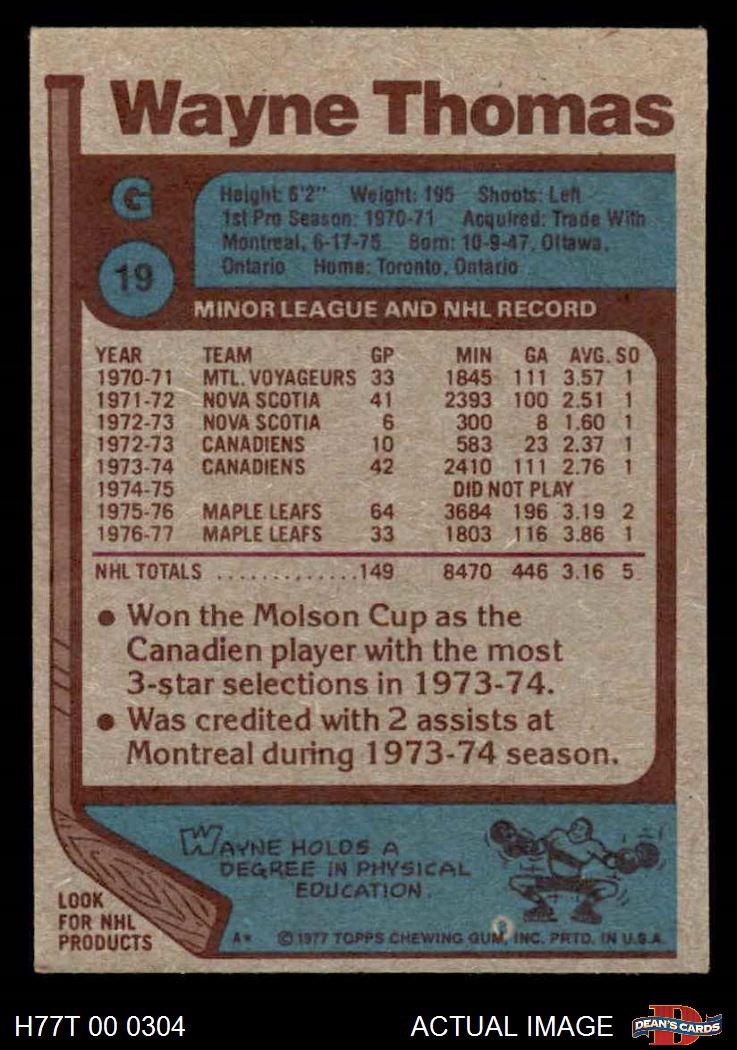 Wayne Thomas
G
19
Height: 6'2" Weight: 195 Shoots: Left
1st Pro Season: 1970-71 Acquired: Trade With
Montreal, 6-17-75 Born: 10-9-47, Ottawa,
Ontario Home: Toronto, Ontario
MINOR LEAGUE AND NHL RECORD
YEAR TEAM GP MIN GA AVG. SO
1970-71 MTL. VOYAGEURS 33 1845 111 3.57 1
1971-72 NOVA SCOTIA 41 2393 100 2.51 1
1972-73 NOVA SCOTIA 6 300 8 1.60 1
1972-73 CANADIENS 10 583 23 2.37 1
1973-74 CANADIENS 42 2410 111 2.76 1
1974-75 DID NOT PLAY
1975-76 MAPLE LEAFS 64 3684 196 3.19 2
1976-77 MAPLE LEAFS 33 1803 116 3.86 1
NHL TOTALS ............149 8470 446 3.16 5
● Won the Molson Cup as the
Canadien player with the most
3-star selections in 1973-74.
● Was credited with 2 assists at
Montreal during 1973-74 season.
WAYNE HOLDS A
DEGREE IN PHYSICAL
EDUCATION.
LOOK
FOR NHL
PRODUCTS
A* ©1977 TOPPS CHEWING GUM, INC. PRTD. IN U.S.A.
H77T 00 0304 ACTUAL IMAGE DEAN'S CARDS